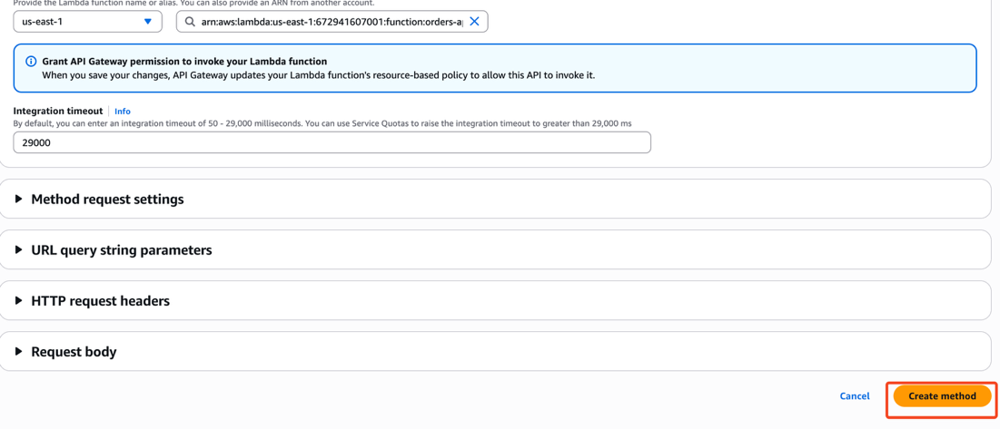 Provide the Lambda function name or alias. You can also provide an ARN from another account.
us-east-1
arn:aws:lambda:us-east-1:672941607001:function:orders-a
Grant API Gateway permission to invoke your Lambda function
When you save your changes, API Gateway updates your Lambda function's resource-based policy to allow this API to invoke it.
Integration timeout Info
By default, you can enter an integration timeout of 50 - 29,000 milliseconds. You can use Service Quotas to raise the integration timeout to greater than 29,000 ms
29000
Method request settings
URL query string parameters
HTTP request headers
Request body
Cancel Create method